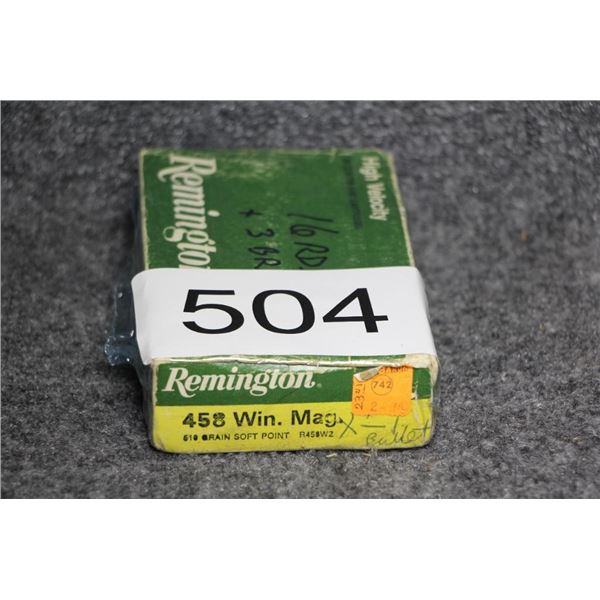 High Velocity
Remington
16 RD.
+ 3 BR
504
Remington®
742
458 Win. Mag.
510 GRAIN SOFT POINT R458W2
Bullet